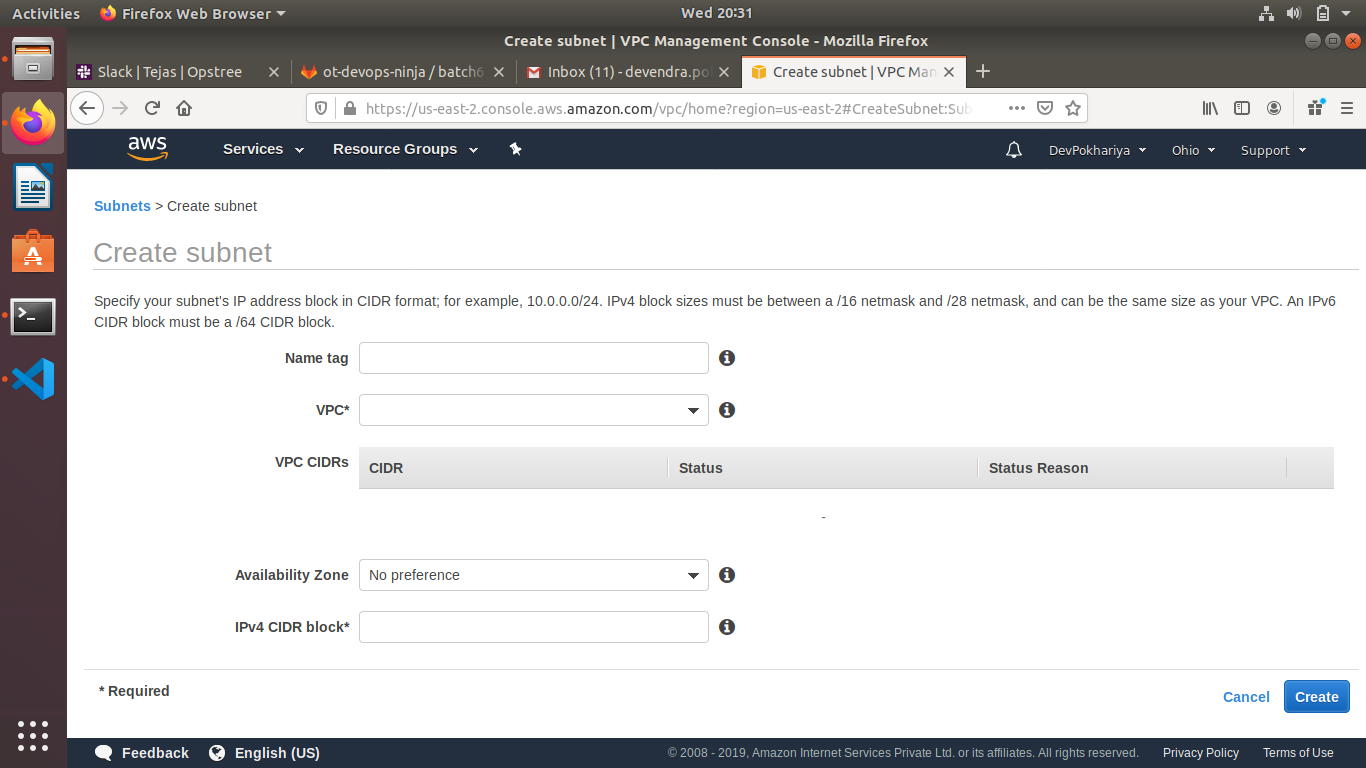 Activities Firefox Web Browser Wed 20:31
Create subnet | VPC Management Console - Mozilla Firefox
Slack | Tejas | Opstree ot-devops-ninja / batch6 Inbox (11) - devendra.po Create subnet | VPC Man
https://us-east-2.console.aws.amazon.com/vpc/home?region=us-east-2#CreateSubnet:Sub
aws Services Resource Groups DevPokhariya Ohio Support
Subnets > Create subnet
Create subnet
Specify your subnet's IP address block in CIDR format; for example, 10.0.0.0/24. IPv4 block sizes must be between a /16 netmask and /28 netmask, and can be the same size as your VPC. An IPv6
CIDR block must be a /64 CIDR block.
Name tag
VPC*
VPC CIDRs CIDR Status Status Reason
-
Availability Zone No preference
IPv4 CIDR block*
* Required
Cancel Create
Feedback English (US) © 2008 - 2019, Amazon Internet Services Private Ltd. or its affiliates. All rights reserved. Privacy Policy Terms of Use